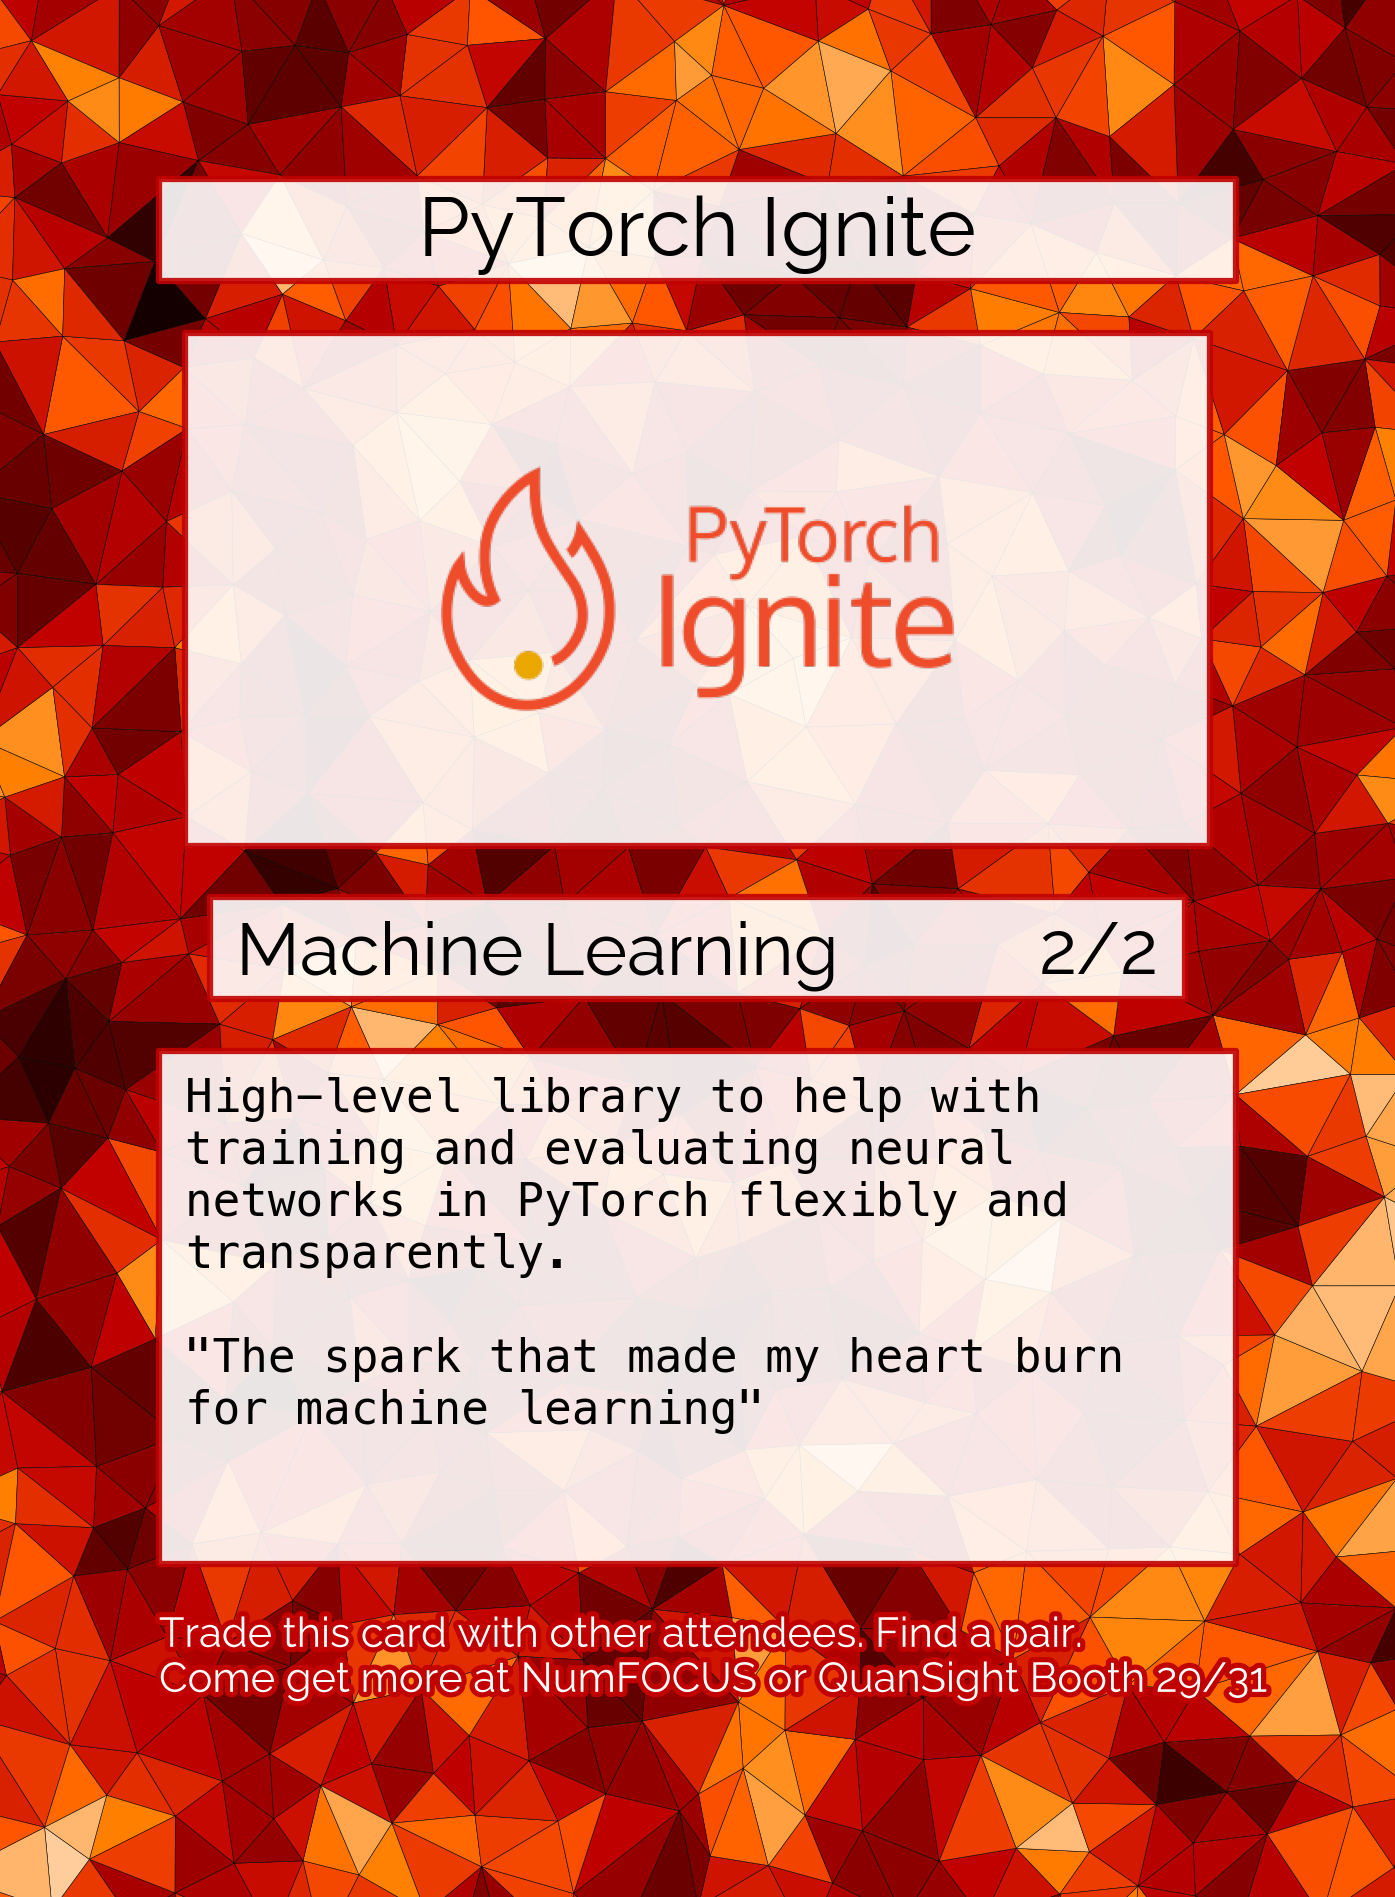 PyTorch Ignite
PyTorch
Ignite
Machine Learning 2/2
High-level library to help with
training and evaluating neural
networks in PyTorch flexibly and
transparently.
"The spark that made my heart burn
for machine learning"
Trade this card with other attendees. Find a pair.
Come get more at NumFOCUS or QuanSight Booth 29/31